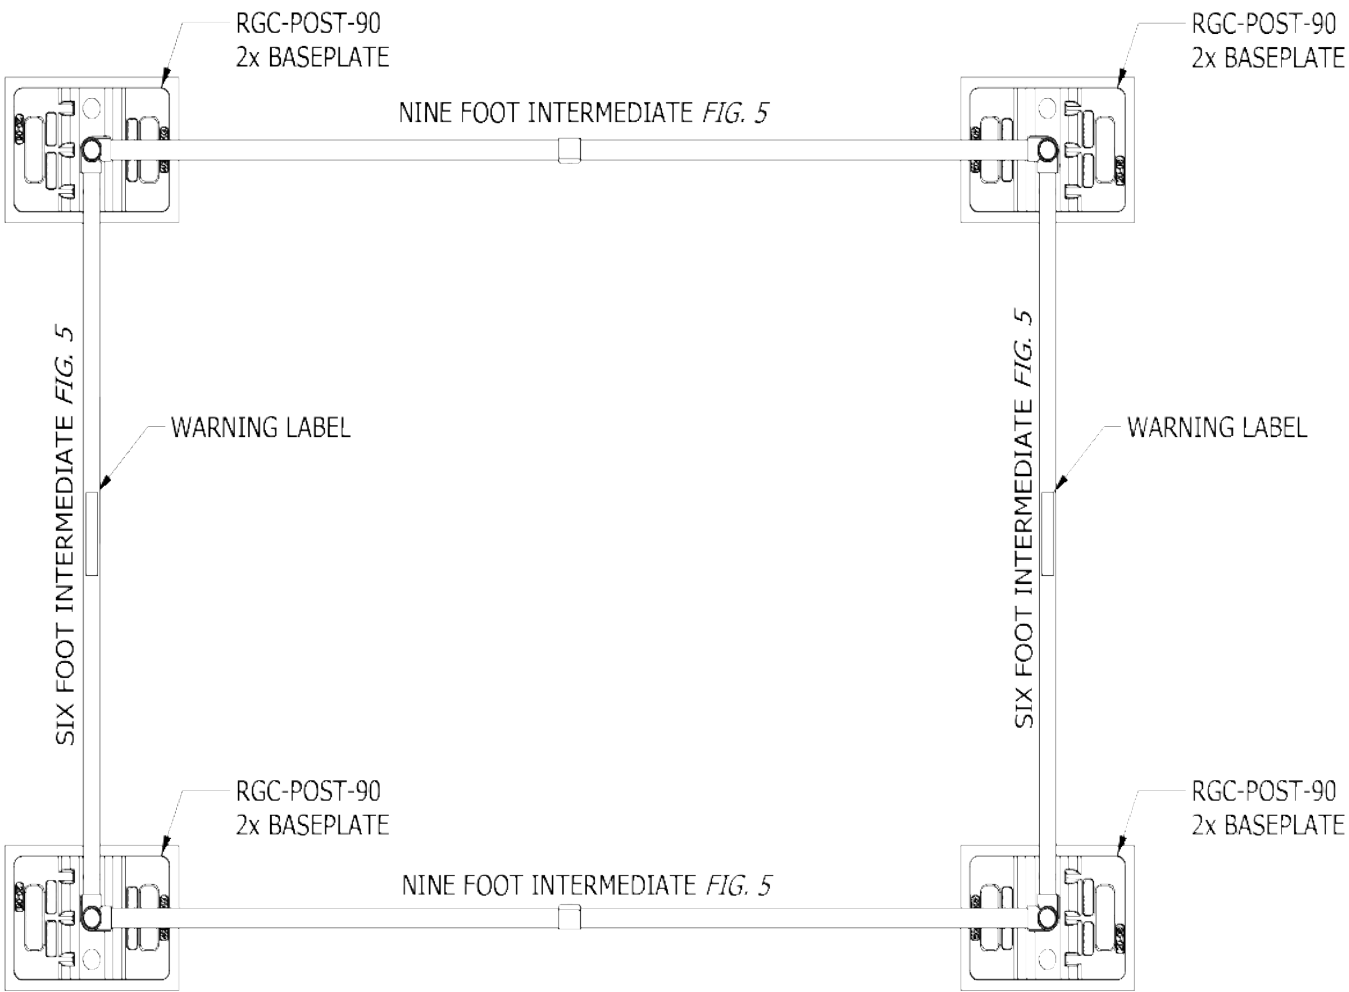 RGC-POST-90
2x BASEPLATE
RGC-POST-90
2x BASEPLATE
NINE FOOT INTERMEDIATE FIG. 5
SIX FOOT INTERMEDIATE FIG. 5
WARNING LABEL
SIX FOOT INTERMEDIATE FIG. 5
WARNING LABEL
RGC-POST-90
2x BASEPLATE
RGC-POST-90
2x BASEPLATE
NINE FOOT INTERMEDIATE FIG. 5